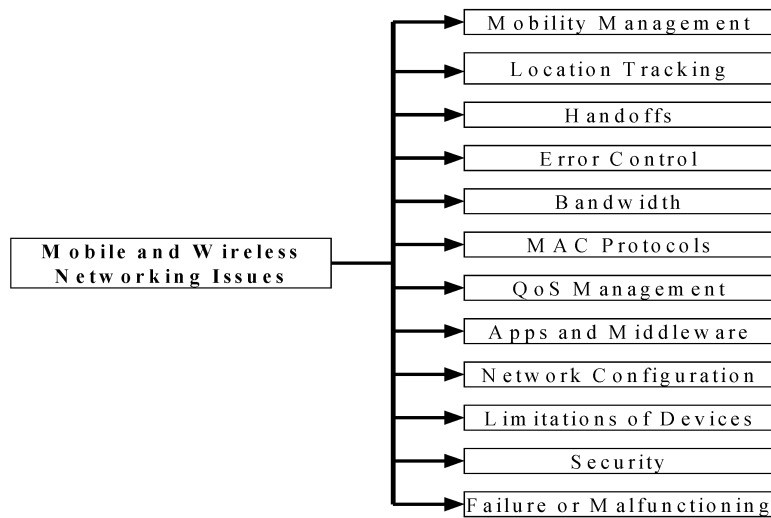 Mobility Management
Location Tracking
Handoffs
Error Control
Bandwidth
Mobile and Wireless
Networking Issues
MAC Protocols
QoS Management
Apps and Middleware
Network Configuration
Limitations of Devices
Security
Failure or Malfunctioning